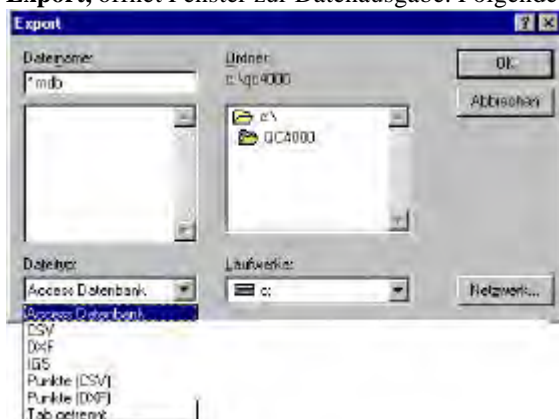 Export, öffnet Fenster zur Datenausgabe. Folgende
Export
Dateiname:
*.mdb
Ordner:
c:\qc4000
OK
Abbrechen
c:\
QC4000
Dateityp:
Access Datenbank
Laufwerke:
c:
Netzwerk...
Access Datenbank
CSV
DXF
IGS
Punkte (CSV)
Punkte (DXF)
Tab getrennt